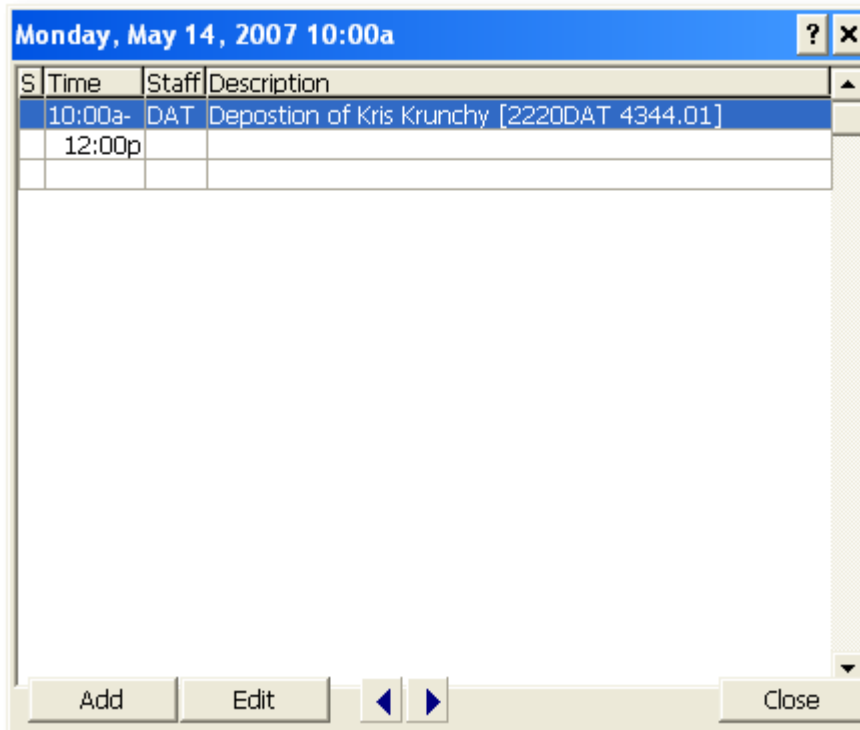 Monday, May 14, 2007 10:00a
S Time Staff Description
10:00a- DAT Depostion of Kris Krunchy [2220DAT 4344.01]
12:00p
Add Edit Close